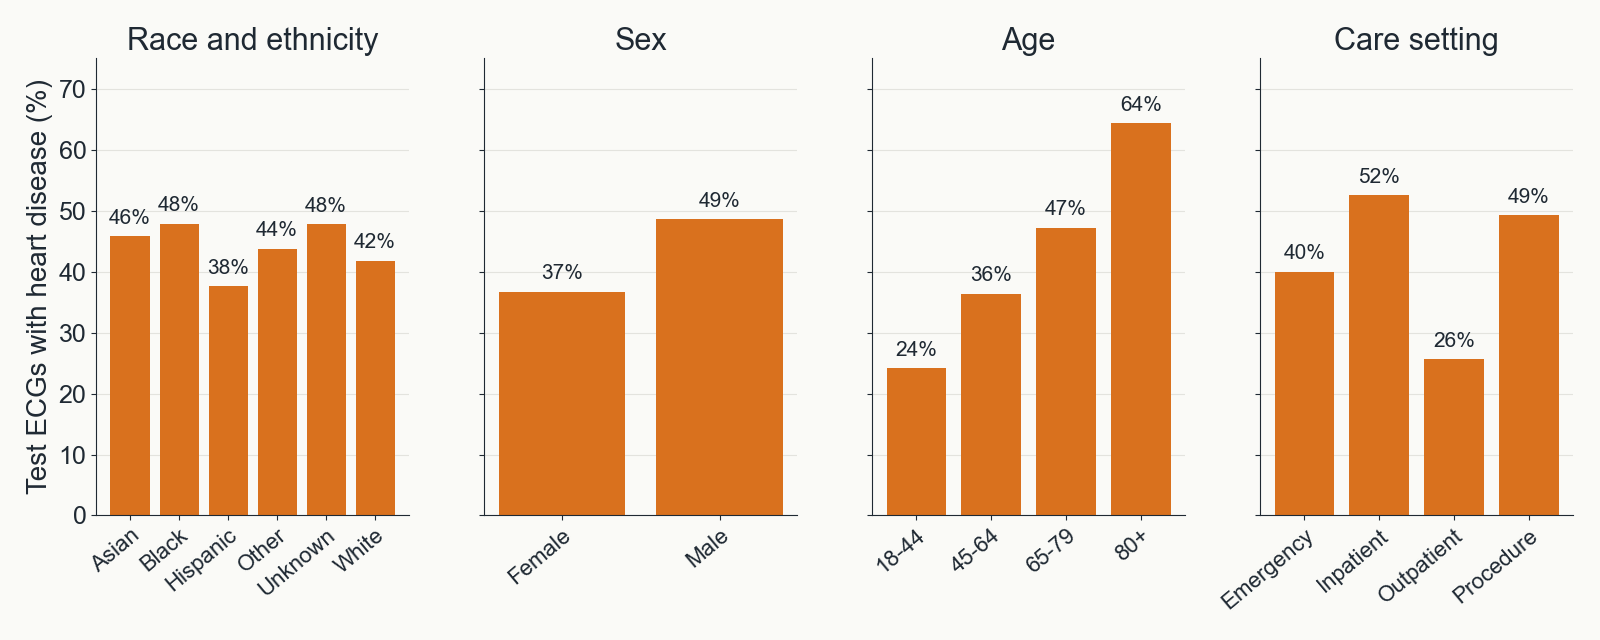 Race and ethnicity
Sex
Age
Care setting
Test ECGs with heart disease (%)
70
60
50
40
30
20
10
0
46%
48%
38%
44%
48%
42%
Asian
Black
Hispanic
Other
Unknown
White
37%
49%
Female
Male
24%
36%
47%
64%
18-44
45-64
65-79
80+
40%
52%
26%
49%
Emergency
Inpatient
Outpatient
Procedure